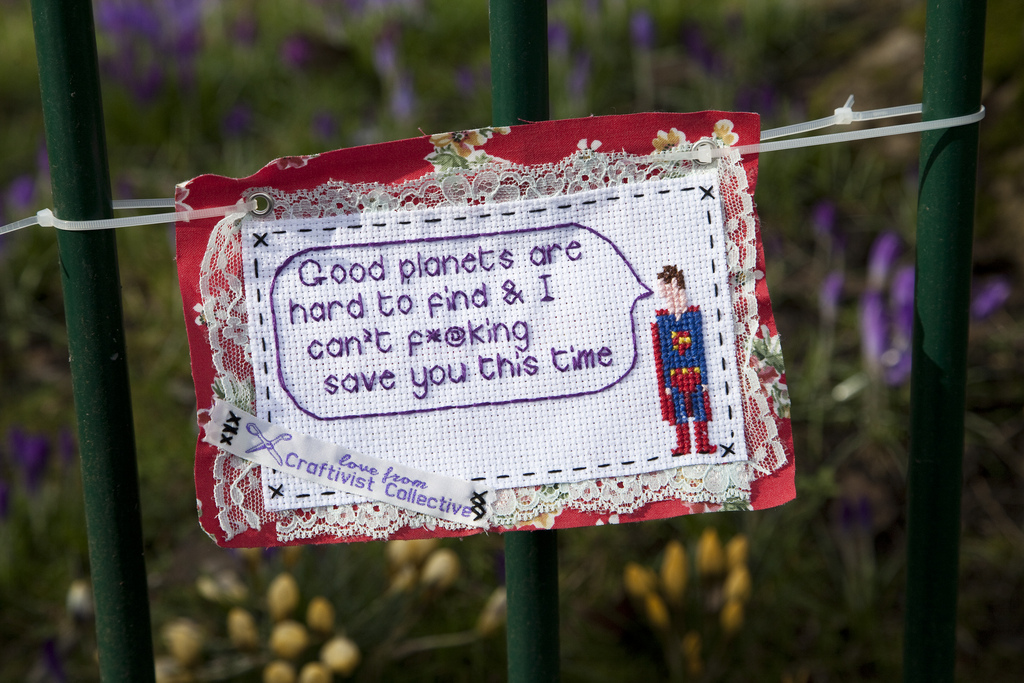 Good planets are
hard to find & I
can't f*@king
save you this time
love from
Craftivist Collective